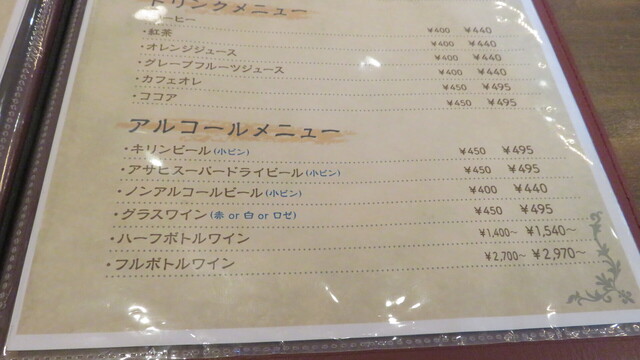 ドリンクメニュー
ーヒー ¥400 ¥440
・紅茶 ¥400 ¥440
・オレンジジュース ¥400 ¥440
・グレープフルーツジュース ¥400 ¥440
・カフェオレ ¥450 ¥495
・ココア ¥450 ¥495
アルコールメニュー
・キリンビール(小ビン) ¥450 ¥495
・アサヒスーパードライビール(小ビン) ¥450 ¥495
・ノンアルコールビール(小ビン) ¥400 ¥440
・グラスワイン(赤 or 白 or ロゼ) ¥450 ¥495
・ハーフボトルワイン ¥1,400~ ¥1,540~
・フルボトルワイン ¥2,700~ ¥2,970~